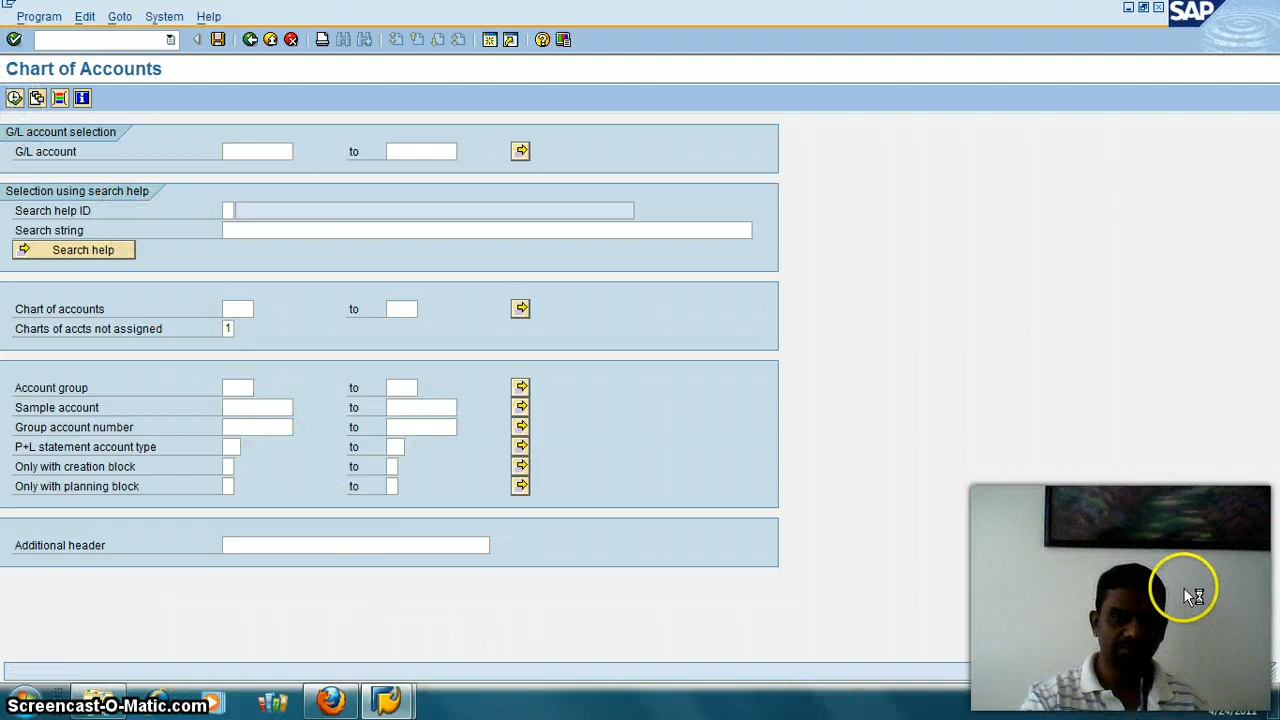 Program Edit Goto System Help
SAP
Chart of Accounts
G/L account selection
G/L account to
Selection using search help
Search help ID
Search string
Search help
Chart of accounts to
Charts of accts not assigned 1
Account group to
Sample account to
Group account number to
P+L statement account type to
Only with creation block to
Only with planning block to
Additional header
Screencast-O-Matic.com
4/24/2011